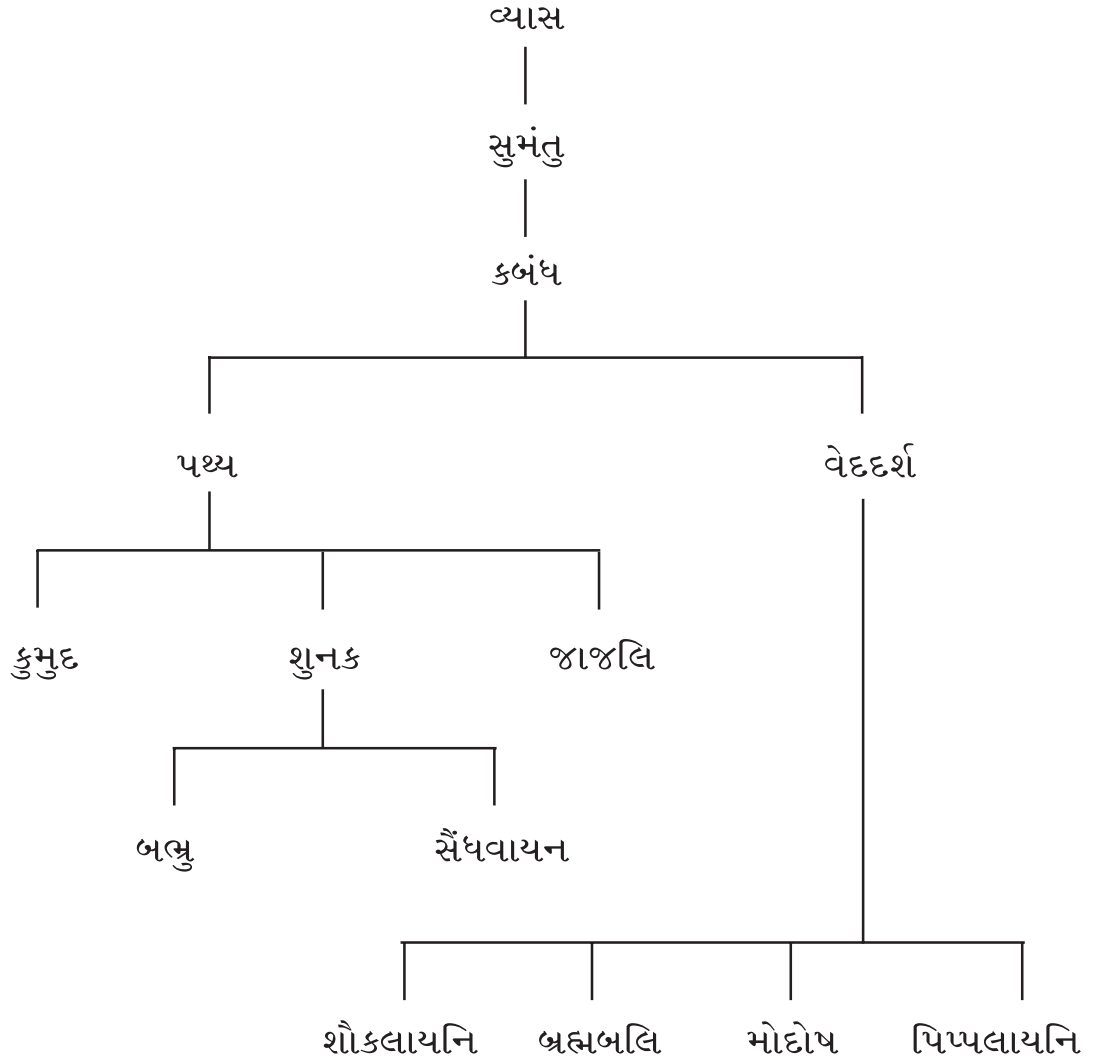 વ્યાસ
સુમંતુ
કબંધ
પથ્ય વેદદર્શ
કુમુદ શુનક જાજલિ
બભ્રુ સૈંધવાયન
શૌકલાયનિ બ્રહ્મબલિ મોદોષ પિપ્પલાયનિ